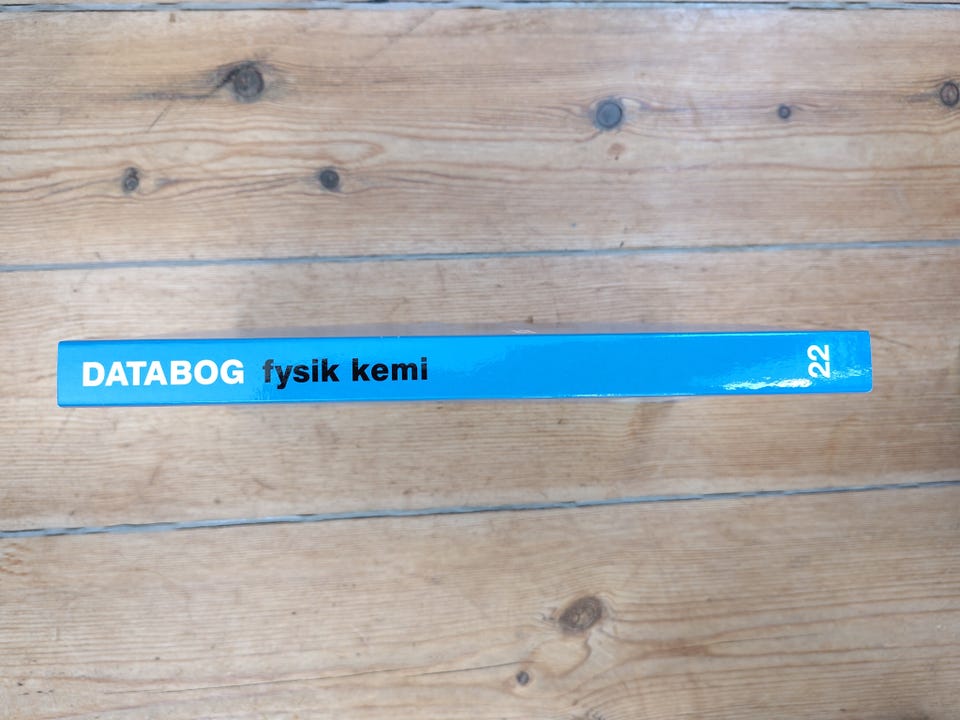 DATABOG fysik kemi
22